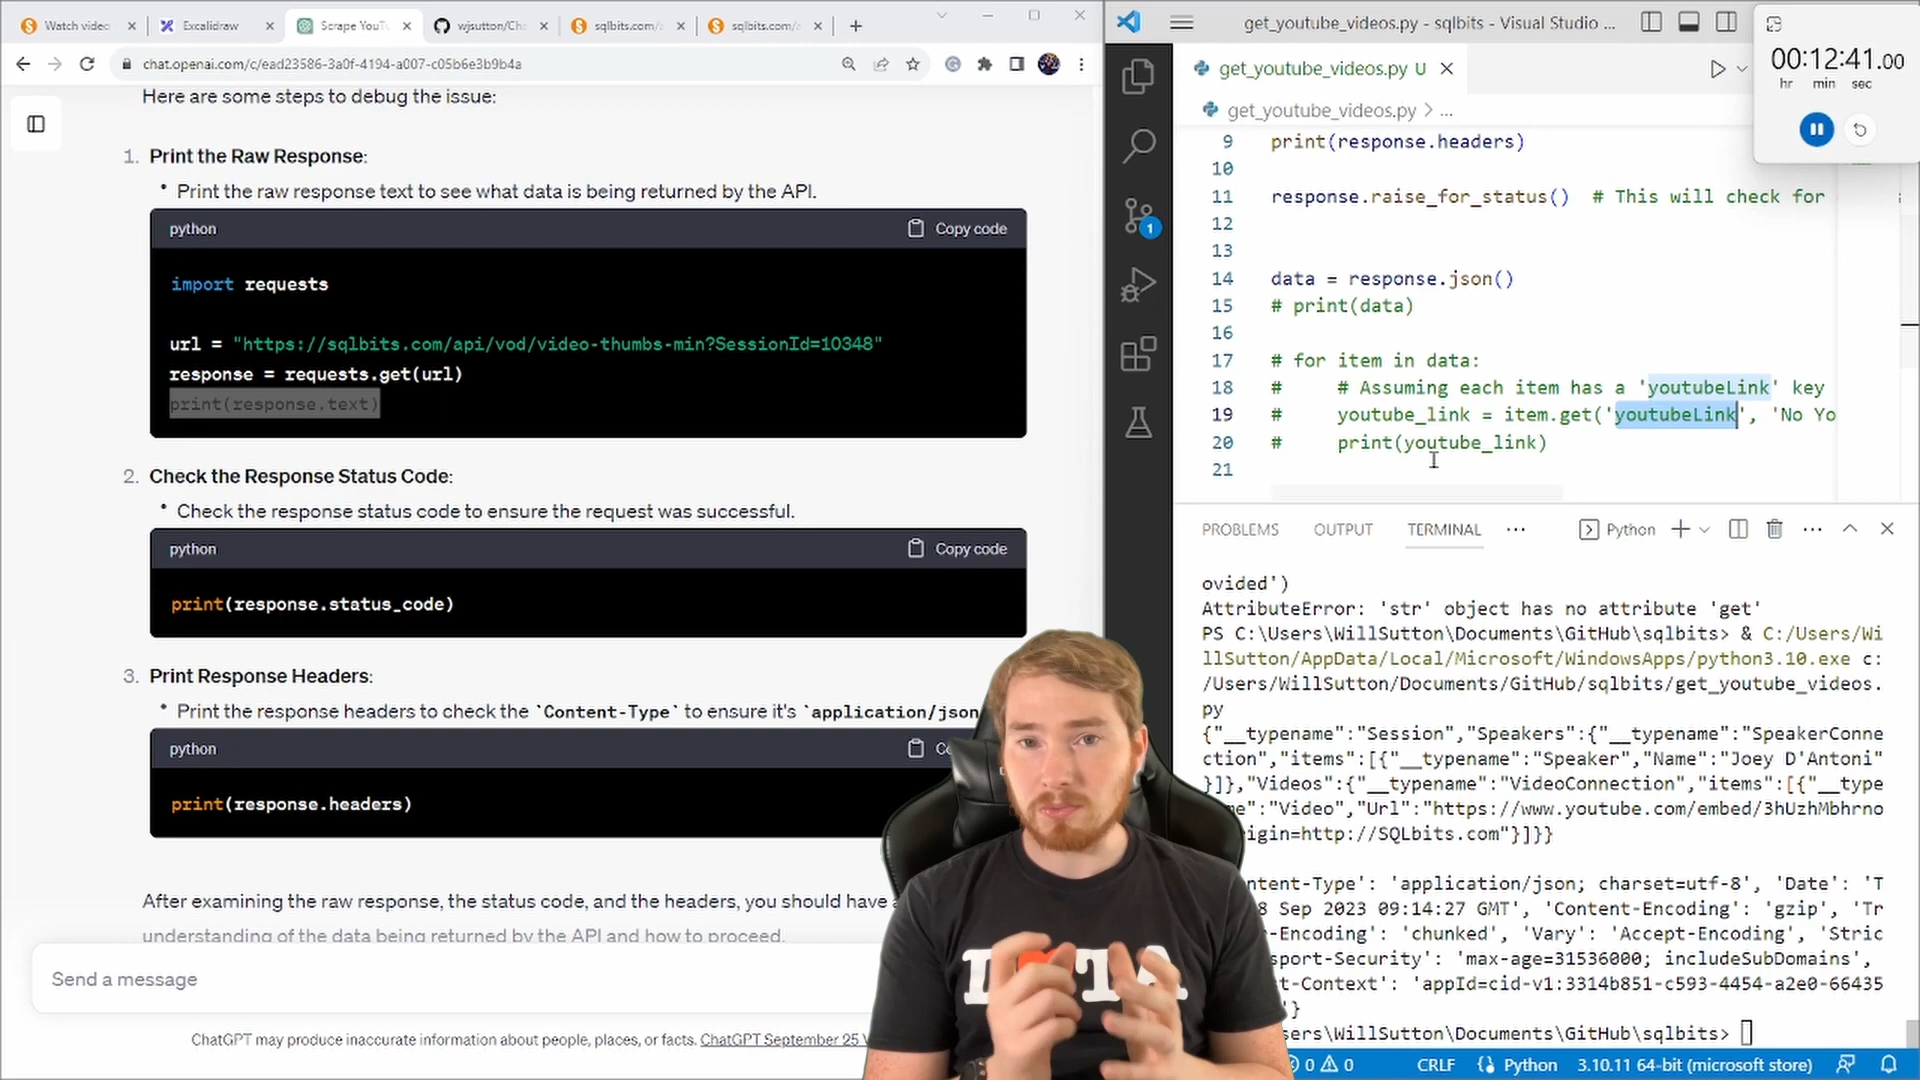 Watch video
Excalidraw
Scrape YouT
wjsutton/Cha
sqlbits.com/a
sqlbits.com/a
chat.openai.com/c/ead23586-3a0f-4194-a007-c05b6e3b9b4a
Here are some steps to debug the issue:
1. Print the Raw Response:
• Print the raw response text to see what data is being returned by the API.
python
Copy code
import requests
url = "https://sqlbits.com/api/vod/video-thumbs-min?SessionId=10348"
response = requests.get(url)
print(response.text)
2. Check the Response Status Code:
• Check the response status code to ensure the request was successful.
python
Copy code
print(response.status_code)
3. Print Response Headers:
• Print the response headers to check the `Content-Type` to ensure it's `application/json
python
print(response.headers)
After examining the raw response, the status code, and the headers, you should have
understanding of the data being returned by the API and how to proceed.
Send a message
ChatGPT may produce inaccurate information about people, places, or facts. ChatGPT September 25 V
get_youtube_videos.py - sqlbits - Visual Studio ...
00:12:41.00
hr min sec
get_youtube_videos.py U
get_youtube_videos.py > ...
9 print(response.headers)
10
11 response.raise_for_status() # This will check for
12
13
14 data = response.json()
15 # print(data)
16
17 # for item in data:
18 # # Assuming each item has a 'youtubeLink' key
19 # youtube_link = item.get('youtubeLink', 'No Yo
20 # print(youtube_link)
21
1
PROBLEMS OUTPUT TERMINAL ... Python
ovided')
AttributeError: 'str' object has no attribute 'get'
PS C:\Users\WillSutton\Documents\GitHub\sqlbits> & C:/Users/Wi
llSutton/AppData/Local/Microsoft/WindowsApps/python3.10.exe c:
/Users/WillSutton/Documents/GitHub/sqlbits/get_youtube_videos.
py
{"__typename":"Session","Speakers":{"__typename":"SpeakerConne
ction","items":[{"__typename":"Speaker","Name":"Joey D'Antoni"
}]},"Videos":{"__typename":"VideoConnection","items":[{"__type
me":"Video","Url":"https://www.youtube.com/embed/3hUzhMbhrno
igin=http://SQLbits.com"}]}}
ntent-Type': 'application/json; charset=utf-8', 'Date': 'T
8 Sep 2023 09:14:27 GMT', 'Content-Encoding': 'gzip', 'Tr
r-Encoding': 'chunked', 'Vary': 'Accept-Encoding', 'Stric
sport-Security': 'max-age=31536000; includeSubDomains',
t-Context': 'appId=cid-v1:3314b851-c593-4454-a2e0-66435
'}
ers\WillSutton\Documents\GitHub\sqlbits>
0 0 CRLF Python 3.10.11 64-bit (microsoft store)